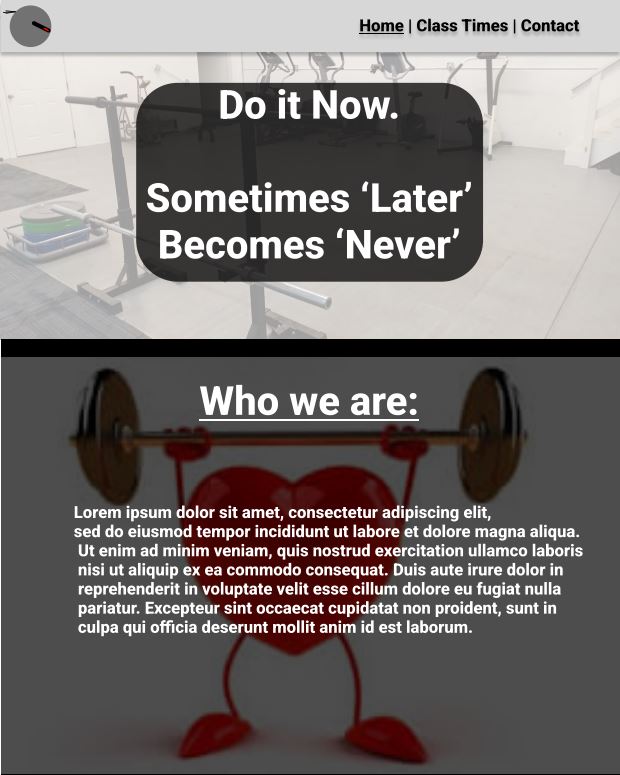 Home | Class Times | Contact
Do it Now.
Sometimes ‘Later’
Becomes ‘Never’
Who we are:
Lorem ipsum dolor sit amet, consectetur adipiscing elit,
sed do eiusmod tempor incididunt ut labore et dolore magna aliqua.
Ut enim ad minim veniam, quis nostrud exercitation ullamco laboris
nisi ut aliquip ex ea commodo consequat. Duis aute irure dolor in
reprehenderit in voluptate velit esse cillum dolore eu fugiat nulla
pariatur. Excepteur sint occaecat cupidatat non proident, sunt in
culpa qui officia deserunt mollit anim id est laborum.